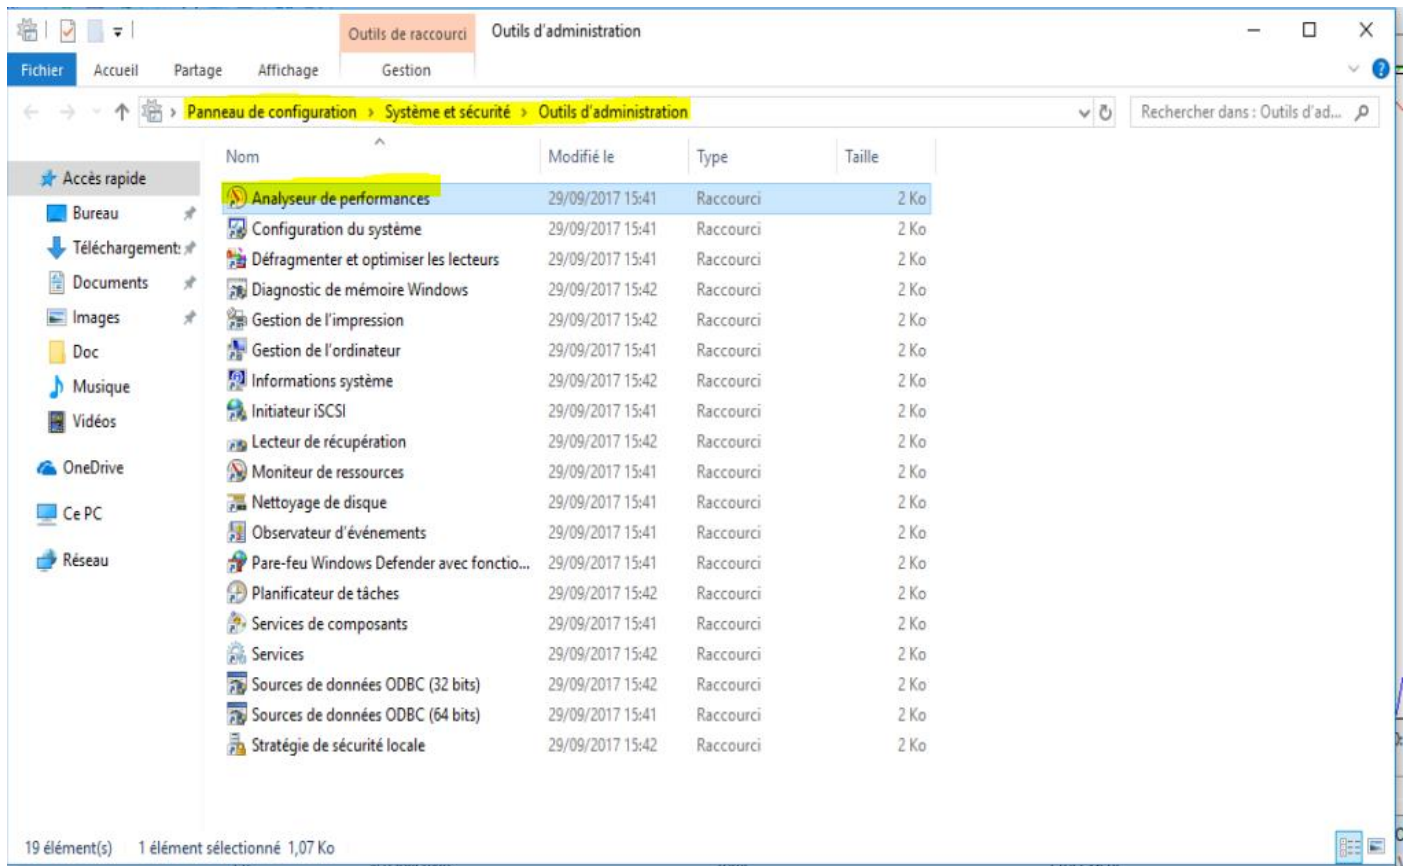 Outils de raccourci Outils d'administration
Fichier Accueil Partage Affichage Gestion
Panneau de configuration > Système et sécurité > Outils d'administration Rechercher dans : Outils d'ad...
Nom Modifié le Type Taille
Accès rapide
Bureau
Téléchargement
Documents
Images
Doc
Musique
Vidéos
OneDrive
Ce PC
Réseau
Analyseur de performances 29/09/2017 15:41 Raccourci 2 Ko
Configuration du système 29/09/2017 15:41 Raccourci 2 Ko
Défragmenter et optimiser les lecteurs 29/09/2017 15:41 Raccourci 2 Ko
Diagnostic de mémoire Windows 29/09/2017 15:42 Raccourci 2 Ko
Gestion de l'impression 29/09/2017 15:42 Raccourci 2 Ko
Gestion de l'ordinateur 29/09/2017 15:41 Raccourci 2 Ko
Informations système 29/09/2017 15:42 Raccourci 2 Ko
Initiateur iSCSI 29/09/2017 15:41 Raccourci 2 Ko
Lecteur de récupération 29/09/2017 15:42 Raccourci 2 Ko
Moniteur de ressources 29/09/2017 15:41 Raccourci 2 Ko
Nettoyage de disque 29/09/2017 15:41 Raccourci 2 Ko
Observateur d'événements 29/09/2017 15:41 Raccourci 2 Ko
Pare-feu Windows Defender avec fonctio... 29/09/2017 15:41 Raccourci 2 Ko
Planificateur de tâches 29/09/2017 15:42 Raccourci 2 Ko
Services de composants 29/09/2017 15:41 Raccourci 2 Ko
Services 29/09/2017 15:42 Raccourci 2 Ko
Sources de données ODBC (32 bits) 29/09/2017 15:42 Raccourci 2 Ko
Sources de données ODBC (64 bits) 29/09/2017 15:41 Raccourci 2 Ko
Stratégie de sécurité locale 29/09/2017 15:42 Raccourci 2 Ko
19 élément(s) 1 élément sélectionné 1,07 Ko